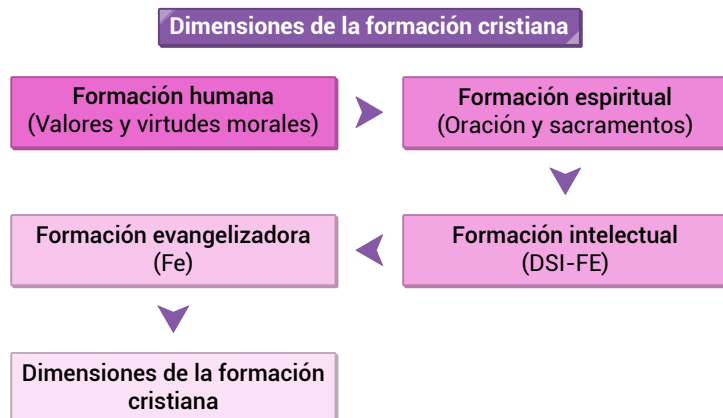 Dimensiones de la formación cristiana
Formación humana
(Valores y virtudes morales)
Formación espiritual
(Oración y sacramentos)
Formación intelectual
(DSI-FE)
Formación evangelizadora
(Fe)
Dimensiones de la formación
cristiana